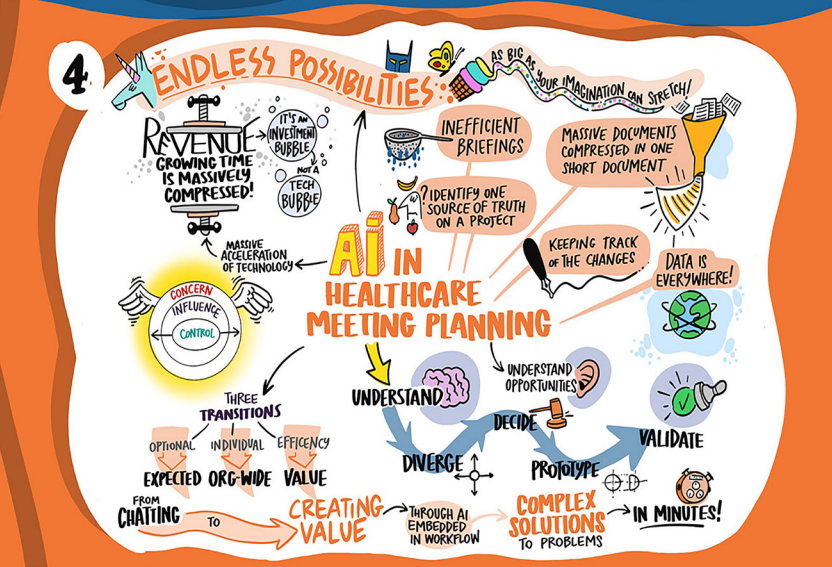 4
ENDLESS POSSIBILITIES
AS BIG AS YOUR IMAGINATION CAN STRETCH!
REVENUE
GROWING TIME
IS MASSIVELY
COMPRESSED!
IT'S AN
INVESTMENT
BUBBLE
NOT A
TECH
BUBBLE
INEFFICIENT
BRIEFINGS
MASSIVE DOCUMENTS
COMPRESSED IN ONE
SHORT DOCUMENT
?
IDENTIFY ONE
SOURCE OF TRUTH
ON A PROJECT
KEEPING TRACK
OF THE CHANGES
DATA IS
EVERYWHERE!
MASSIVE
ACCELERATION
OF TECHNOLOGY
AI IN
HEALTHCARE
MEETING PLANNING
CONCERN
INFLUENCE
CONTROL
THREE
TRANSITIONS
OPTIONAL
INDIVIDUAL
EFFICENCY
EXPECTED
ORG-WIDE
VALUE
UNDERSTAND
DIVERGE
DECIDE
UNDERSTAND
OPPORTUNITIES
PROTOTYPE
VALIDATE
FROM
CHATTING
TO
CREATING
VALUE
THROUGH AI
EMBEDDED
IN WORKFLOW
COMPLEX
SOLUTIONS
TO PROBLEMS
IN MINUTES!